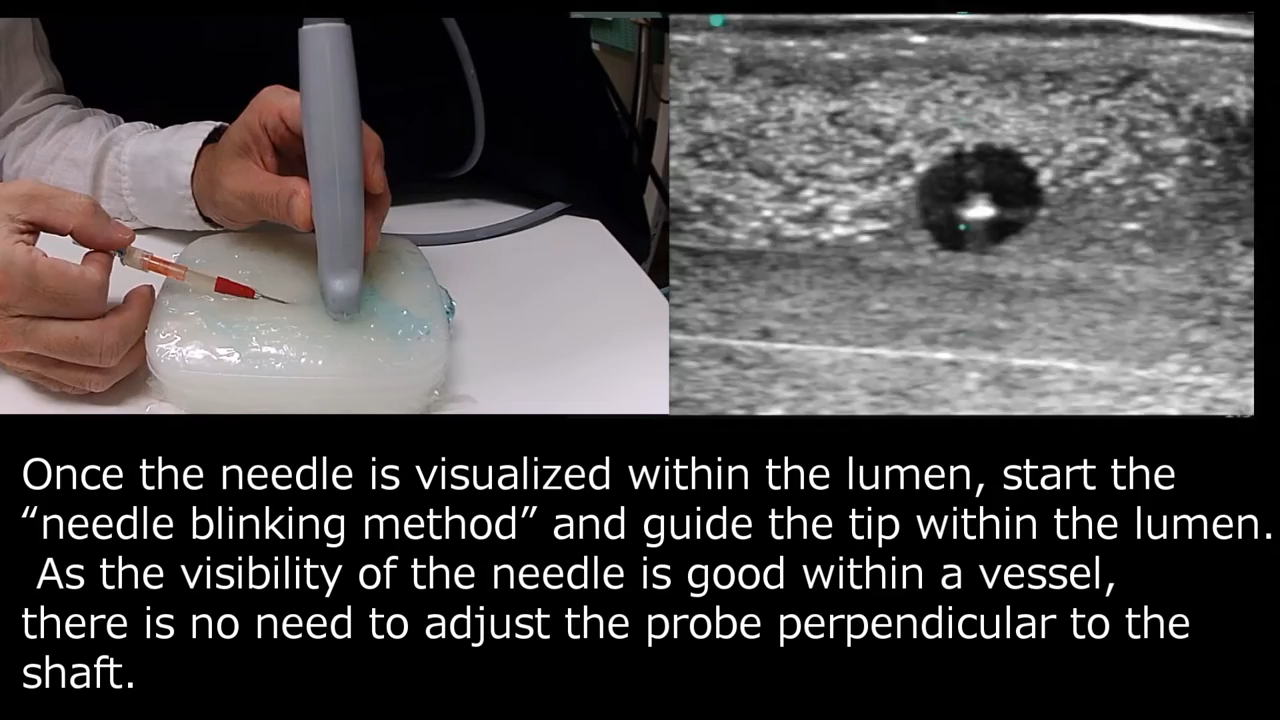 Once the needle is visualized within the lumen, start the
“needle blinking method” and guide the tip within the lumen.
As the visibility of the needle is good within a vessel,
there is no need to adjust the probe perpendicular to the
shaft.